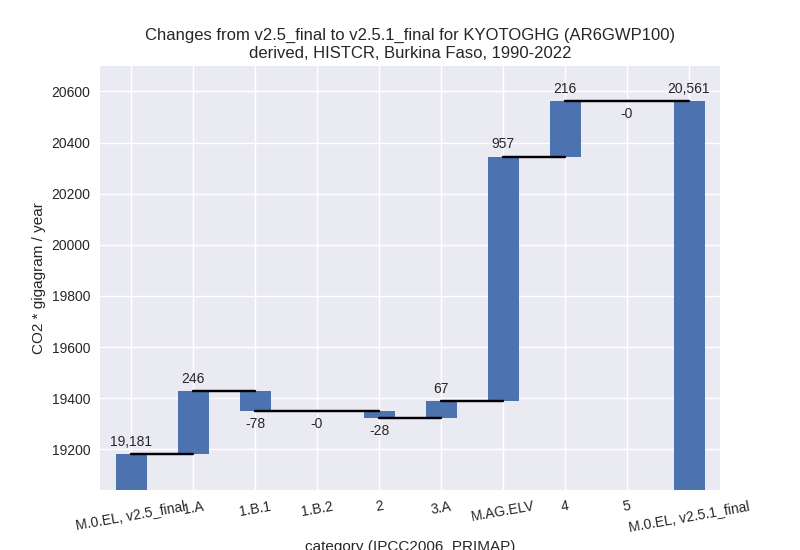 Changes from v2.5_final to v2.5.1_final for KYOTOGHG (AR6GWP100)
derived, HISTCR, Burkina Faso, 1990-2022
20600
20400
20200
20000
19800
19600
19400
19200
CO2 * gigagram / year
19,181
246
-78
-0
-28
67
957
216
-0
20,561
M.0.EL, v2.5_final
1.A
1.B.1
1.B.2
2
3.A
M.AG.ELV
4
5
M.0.EL, v2.5.1_final
category (IPCC2006_PRIMAP)